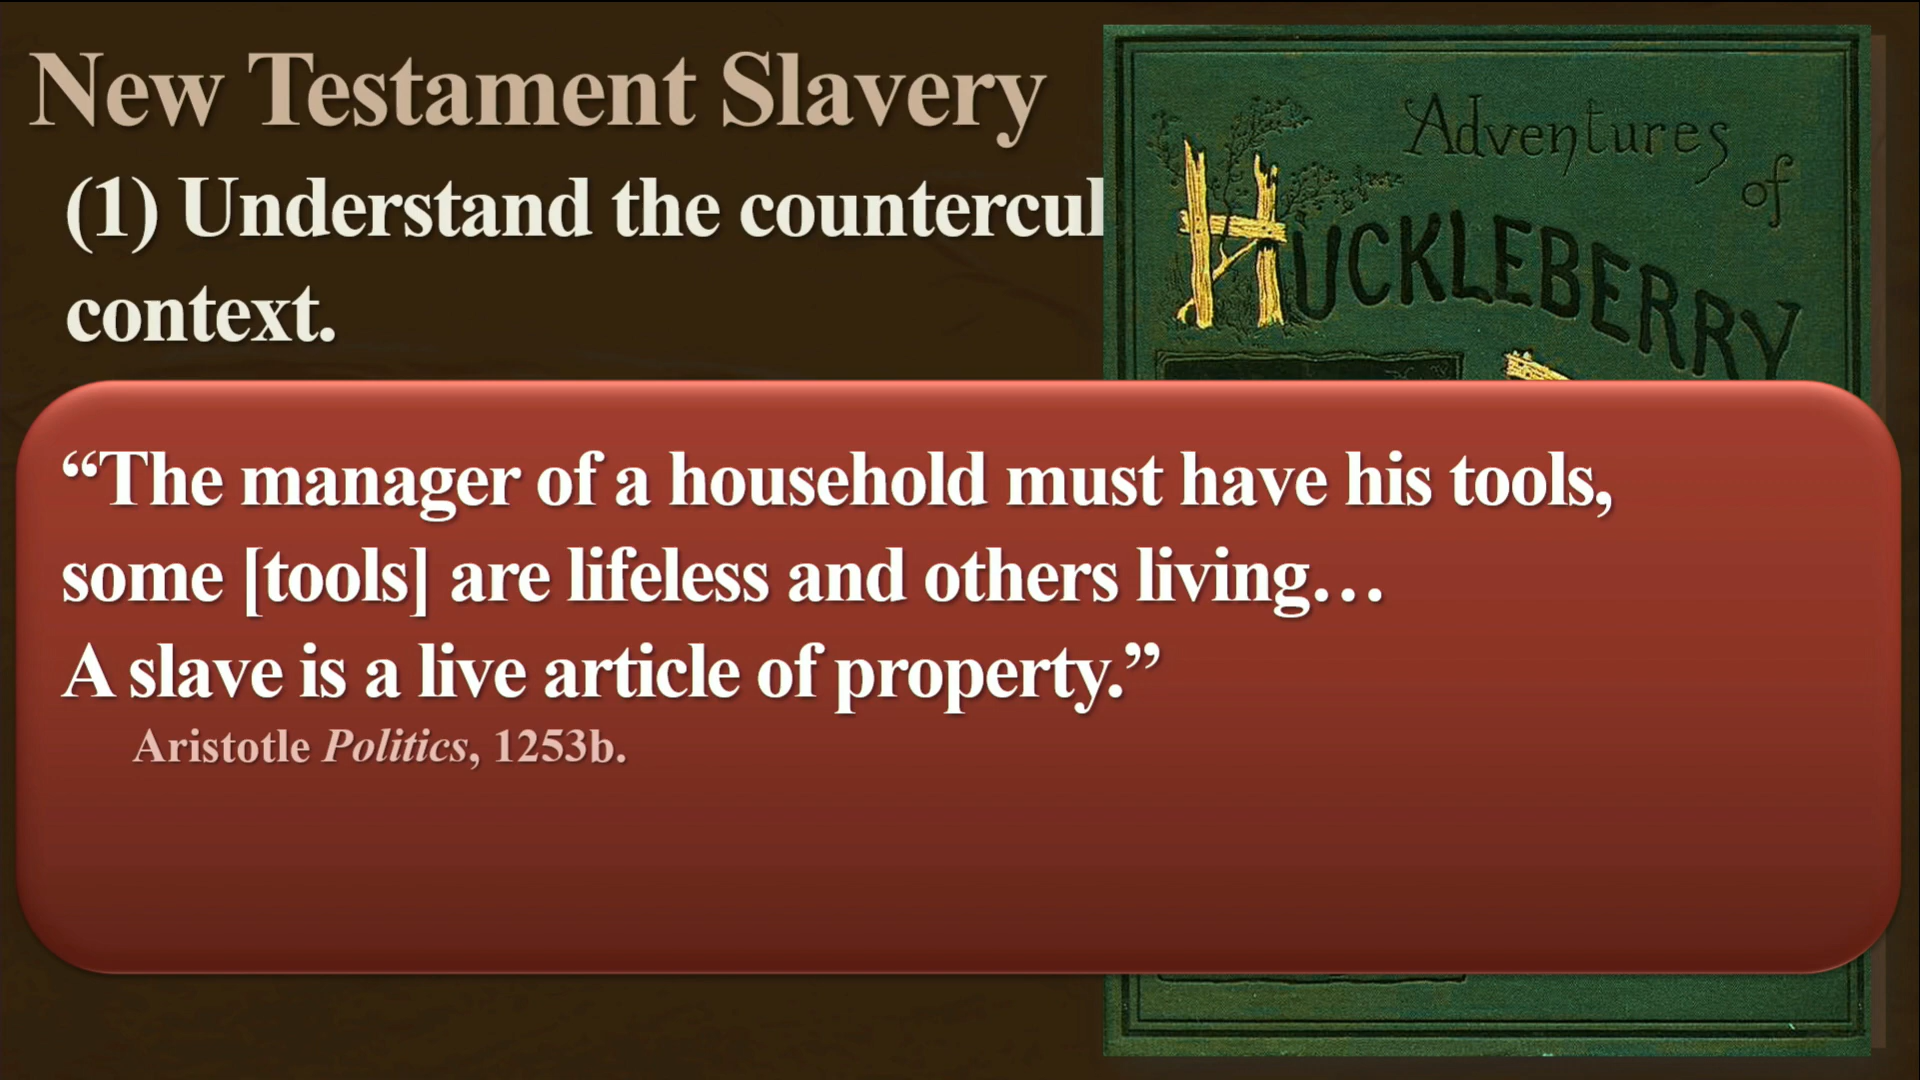 New Testament Slavery
(1) Understand the countercul
context.
Adventures
of
HUCKLEBERRY
“The manager of a household must have his tools,
some [tools] are lifeless and others living…
A slave is a live article of property.”
Aristotle Politics, 1253b.